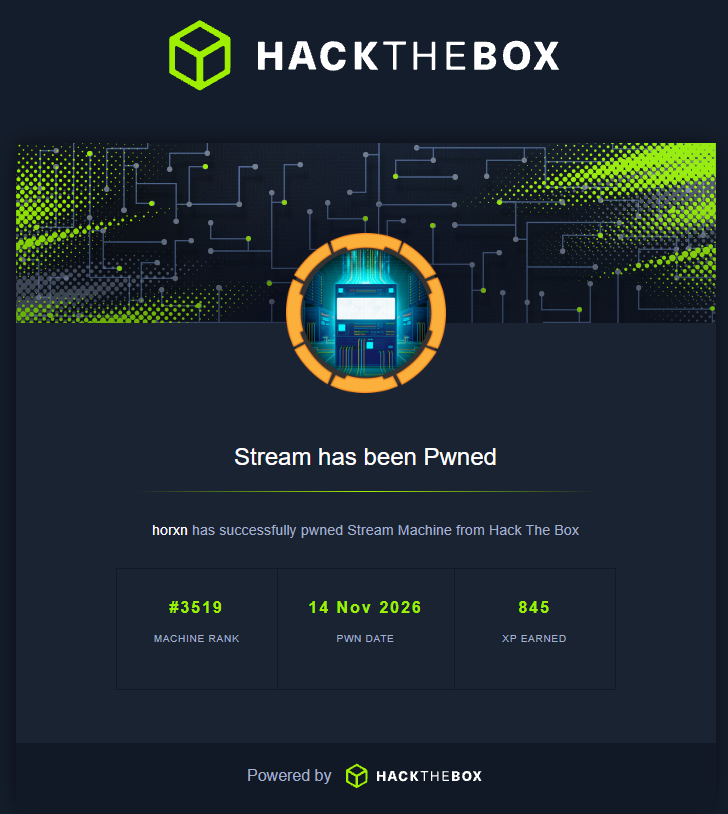 HACKTHEBOX
Stream has been Pwned
horxn has successfully pwned Stream Machine from Hack The Box
#3519 14 Nov 2026 845
MACHINE RANK PWN DATE XP EARNED
Powered by HACKTHEBOX